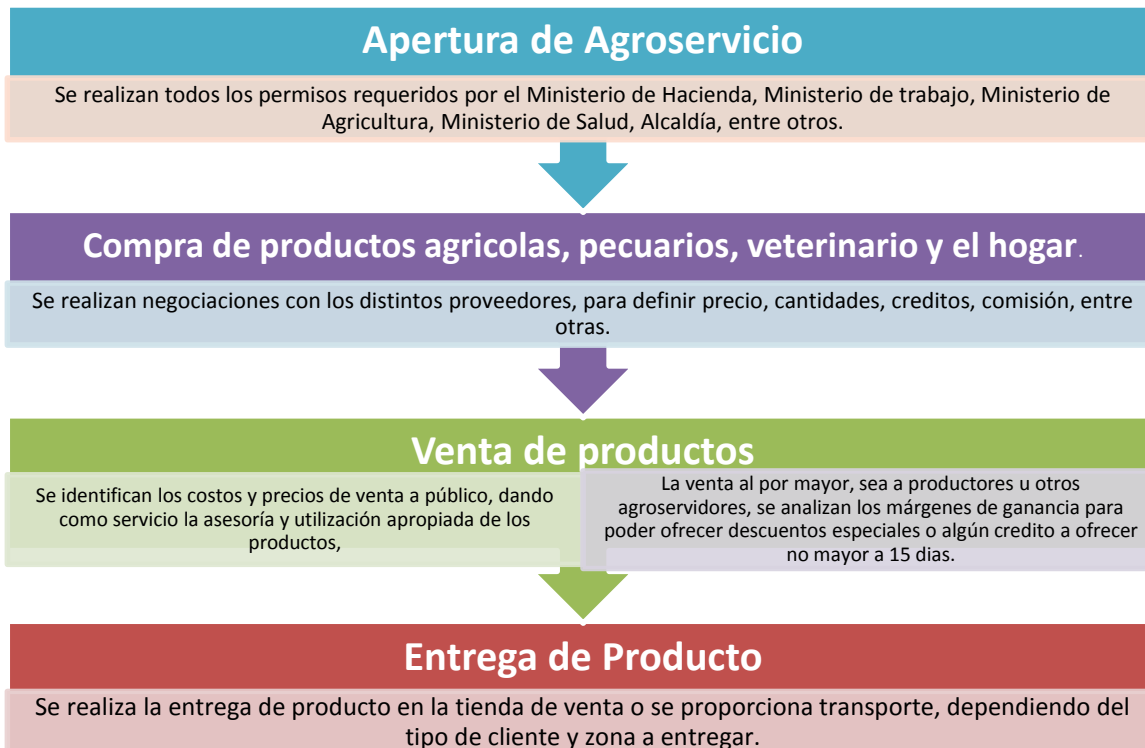 Apertura de Agroservicio
Se realizan todos los permisos requeridos por el Ministerio de Hacienda, Ministerio de trabajo, Ministerio de
Agricultura, Ministerio de Salud, Alcaldía, entre otros.
Compra de productos agricolas, pecuarios, veterinario y el hogar.
Se realizan negociaciones con los distintos proveedores, para definir precio, cantidades, creditos, comisión, entre
otras.
Venta de productos
Se identifican los costos y precios de venta a público, dando
como servicio la asesoría y utilización apropiada de los
productos,
La venta al por mayor, sea a productores u otros
agroservidores, se analizan los márgenes de ganancia para
poder ofrecer descuentos especiales o algún credito a ofrecer
no mayor a 15 dias.
Entrega de Producto
Se realiza la entrega de producto en la tienda de venta o se proporciona transporte, dependiendo del
tipo de cliente y zona a entregar.